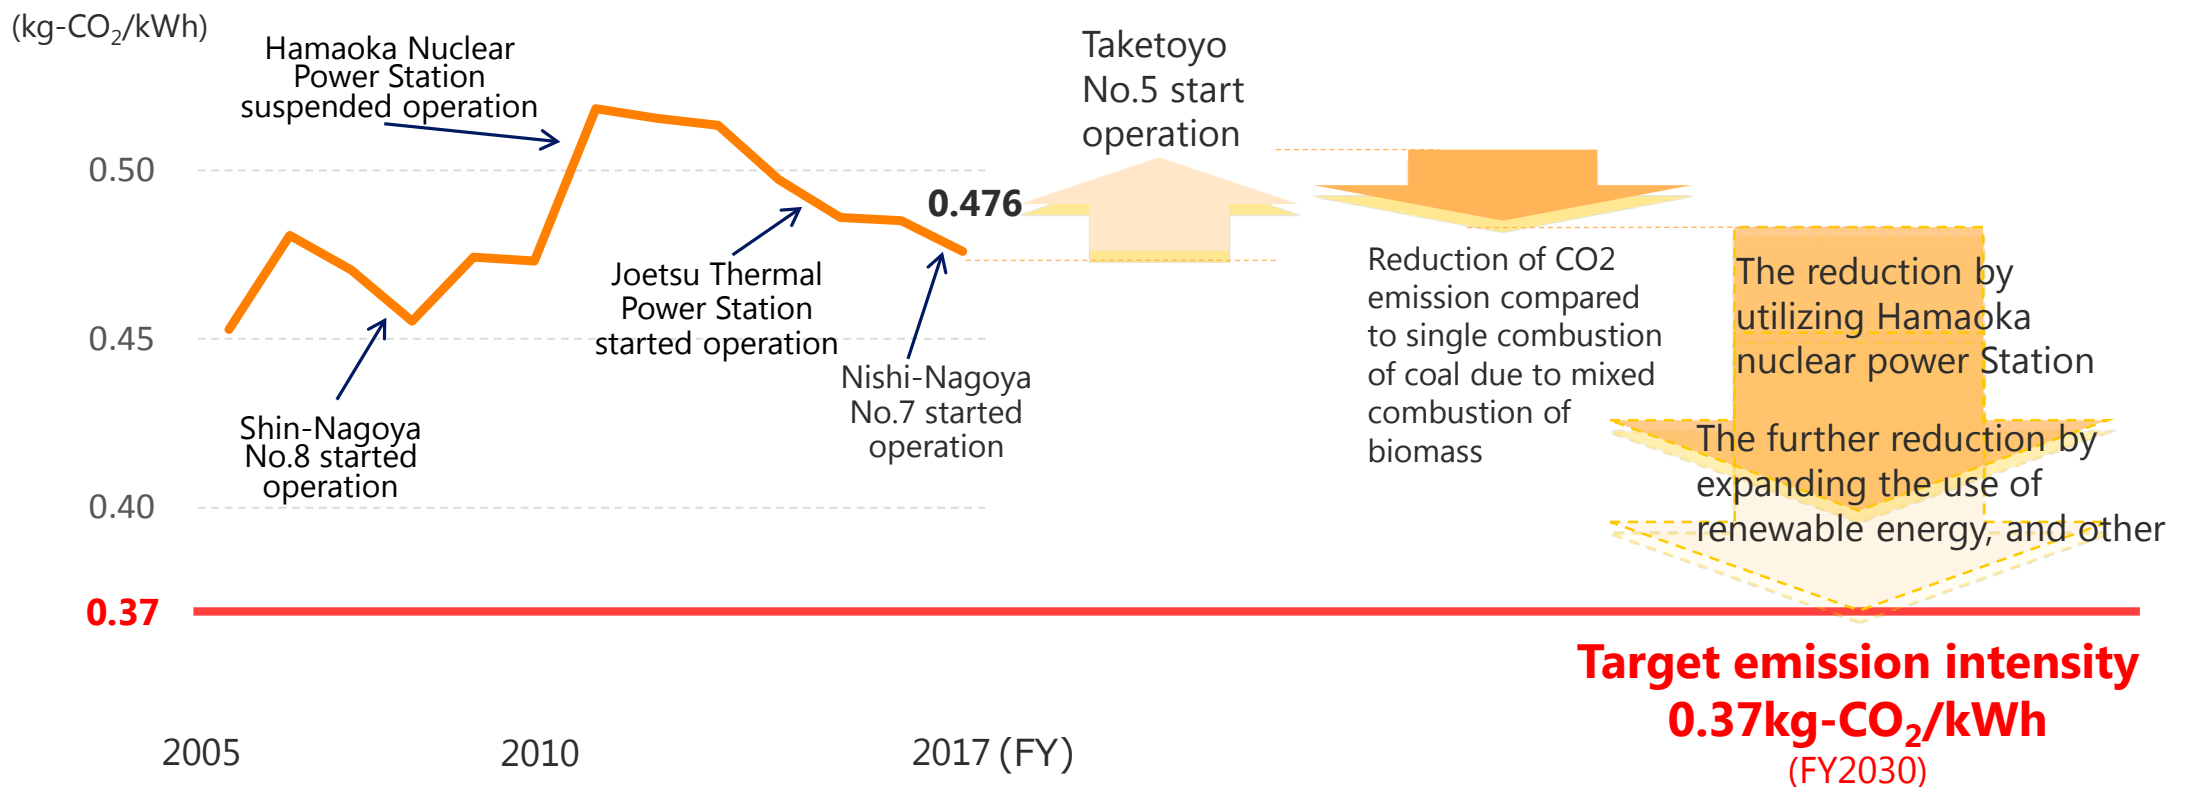 (kg-CO₂/kWh)
Hamaoka Nuclear
Power Station
suspended operation
Taketoyo
No.5 start
operation
0.50
0.476
0.45
0.40
0.37
Shin-Nagoya
No.8 started
operation
Joetsu Thermal
Power Station
started operation
Nishi-Nagoya
No.7 started
operation
Reduction of CO2
emission compared
to single combustion
of coal due to mixed
combustion of
biomass
The reduction by
utilizing Hamaoka
nuclear power Station
The further reduction by
expanding the use of
renewable energy, and other
Target emission intensity
0.37kg-CO₂/kWh
(FY2030)
2005
2010
2017 (FY)